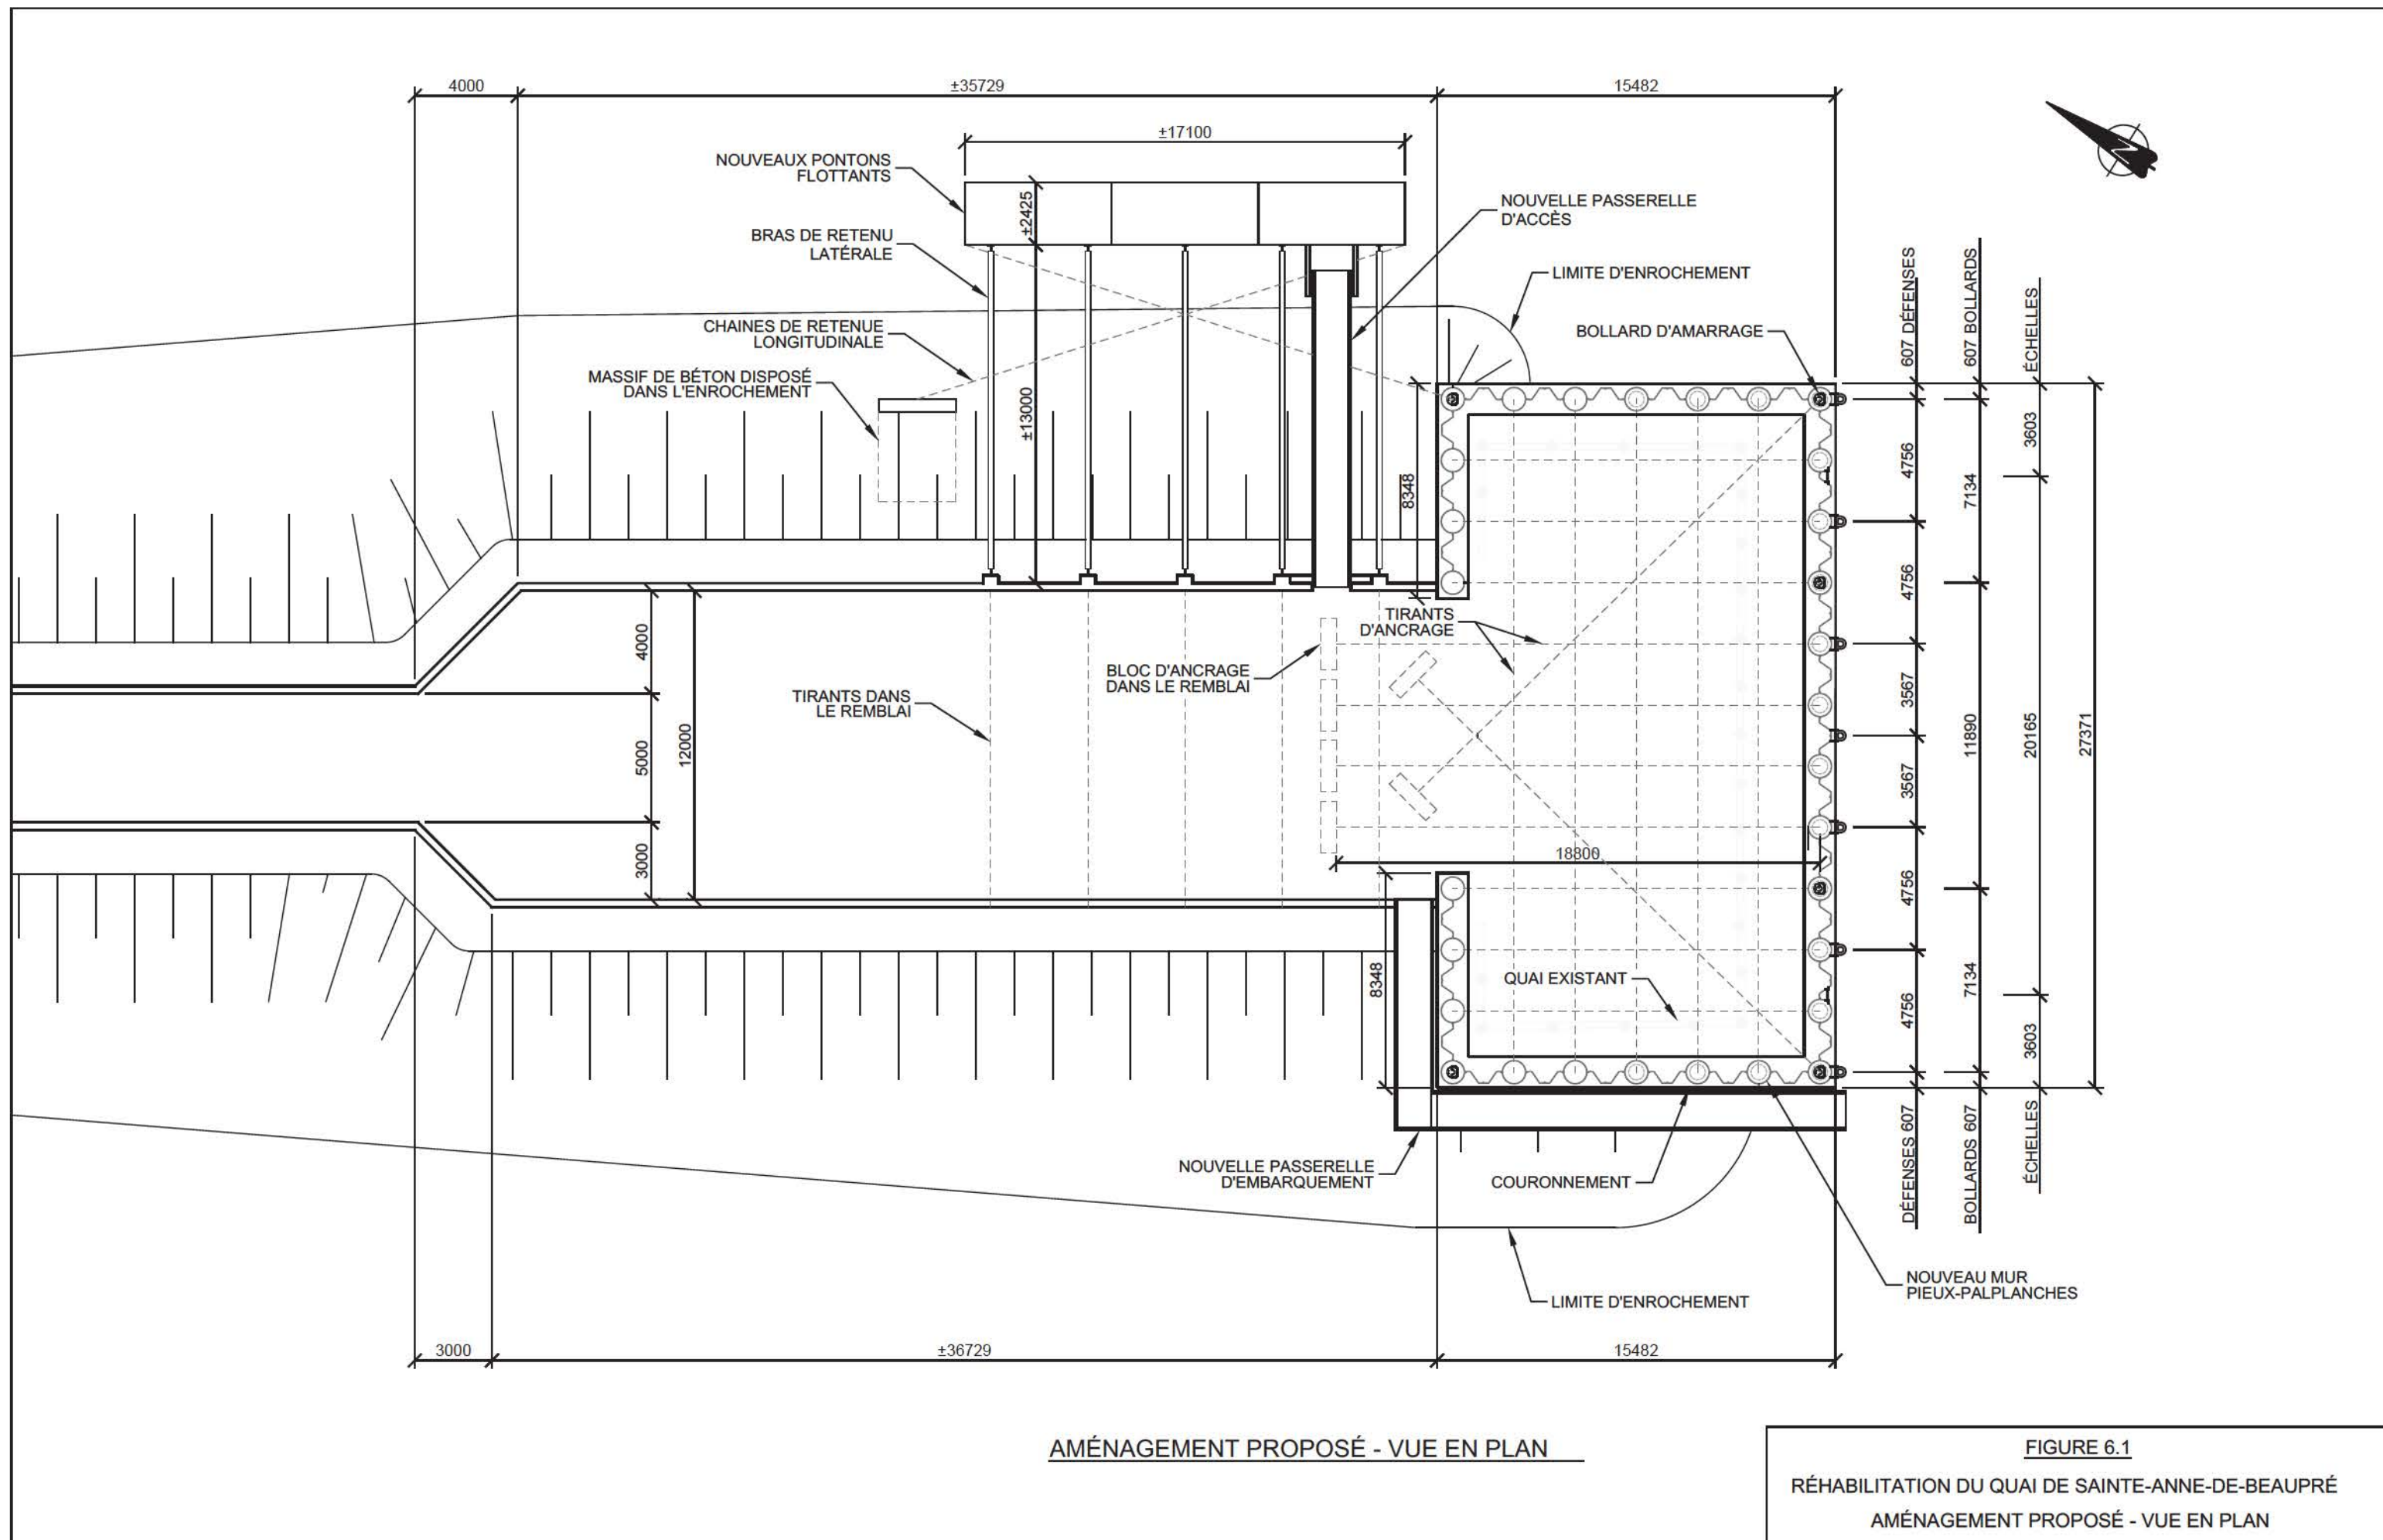 4000
±35729
15482
±17100
NOUVEAUX PONTONS
FLOTTANTS
±2425
NOUVELLE PASSERELLE
D'ACCÈS
BRAS DE RETENU
LATÉRALE
LIMITE D'ENROCHEMENT
607 DÉFENSES
607 BOLLARDS
ÉCHELLES
CHAINES DE RETENUE
LONGITUDINALE
BOLLARD D'AMARRAGE
MASSIF DE BÉTON DISPOSÉ
DANS L'ENROCHEMENT
±13000
8348
4756
7134
3603
4756
TIRANTS
D'ANCRAGE
4000
BLOC D'ANCRAGE
DANS LE REMBLAI
TIRANTS DANS
LE REMBLAI
3567
5000
12000
11890
20165
27371
3567
3000
18800
4756
8348
QUAI EXISTANT
7134
4756
3603
NOUVELLE PASSERELLE
D'EMBARQUEMENT
COURONNEMENT
DÉFENSES 607
BOLLARDS 607
ÉCHELLES
NOUVEAU MUR
PIEUX-PALPLANCHES
LIMITE D'ENROCHEMENT
3000
±36729
15482
AMÉNAGEMENT PROPOSÉ - VUE EN PLAN
FIGURE 6.1
RÉHABILITATION DU QUAI DE SAINTE-ANNE-DE-BEAUPRÉ
AMÉNAGEMENT PROPOSÉ - VUE EN PLAN
N